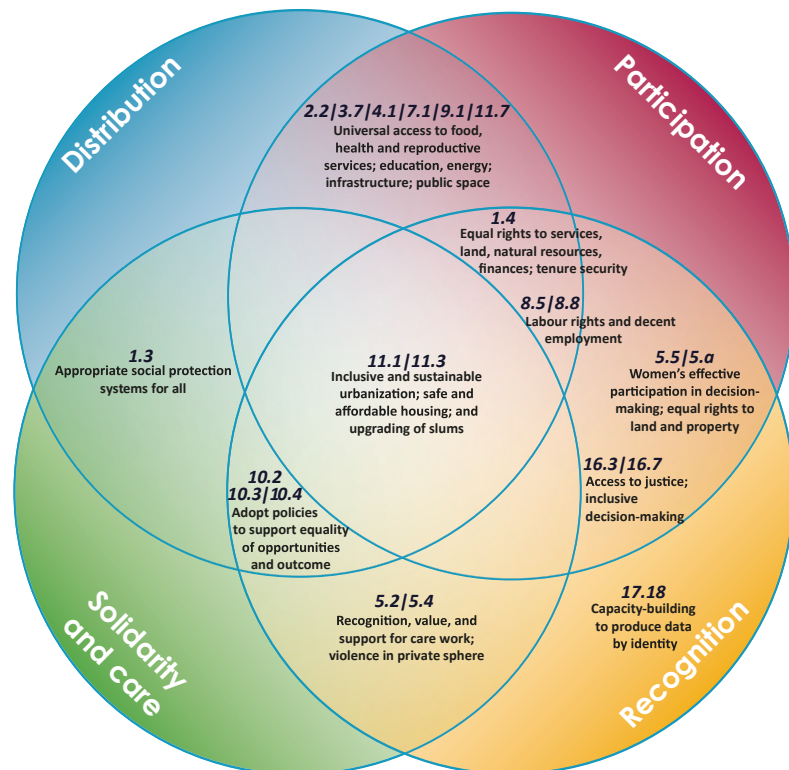 Distribution
Participation
2.2|3.7|4.1|7.1|9.1|11.7
Universal access to food,
health and reproductive
services; education, energy;
infrastructure; public space
1.4
Equal rights to services,
land, natural resources,
finances; tenure security
8.5|8.8
Labour rights and decent
employment
1.3
Appropriate social protection
systems for all
11.1|11.3
Inclusive and sustainable
urbanization; safe and
affordable housing; and
upgrading of slums
5.5|5.a
Women's effective
participation in decision-
making; equal rights to
land and property
16.3|16.7
Access to justice;
inclusive
decision-making
10.2
10.3|10.4
Adopt policies
to support equality
of opportunities
and outcome
5.2|5.4
Recognition, value, and
support for care work;
violence in private sphere
17.18
Capacity-building
to produce data
by identity
Solidarity
and care
Recognition